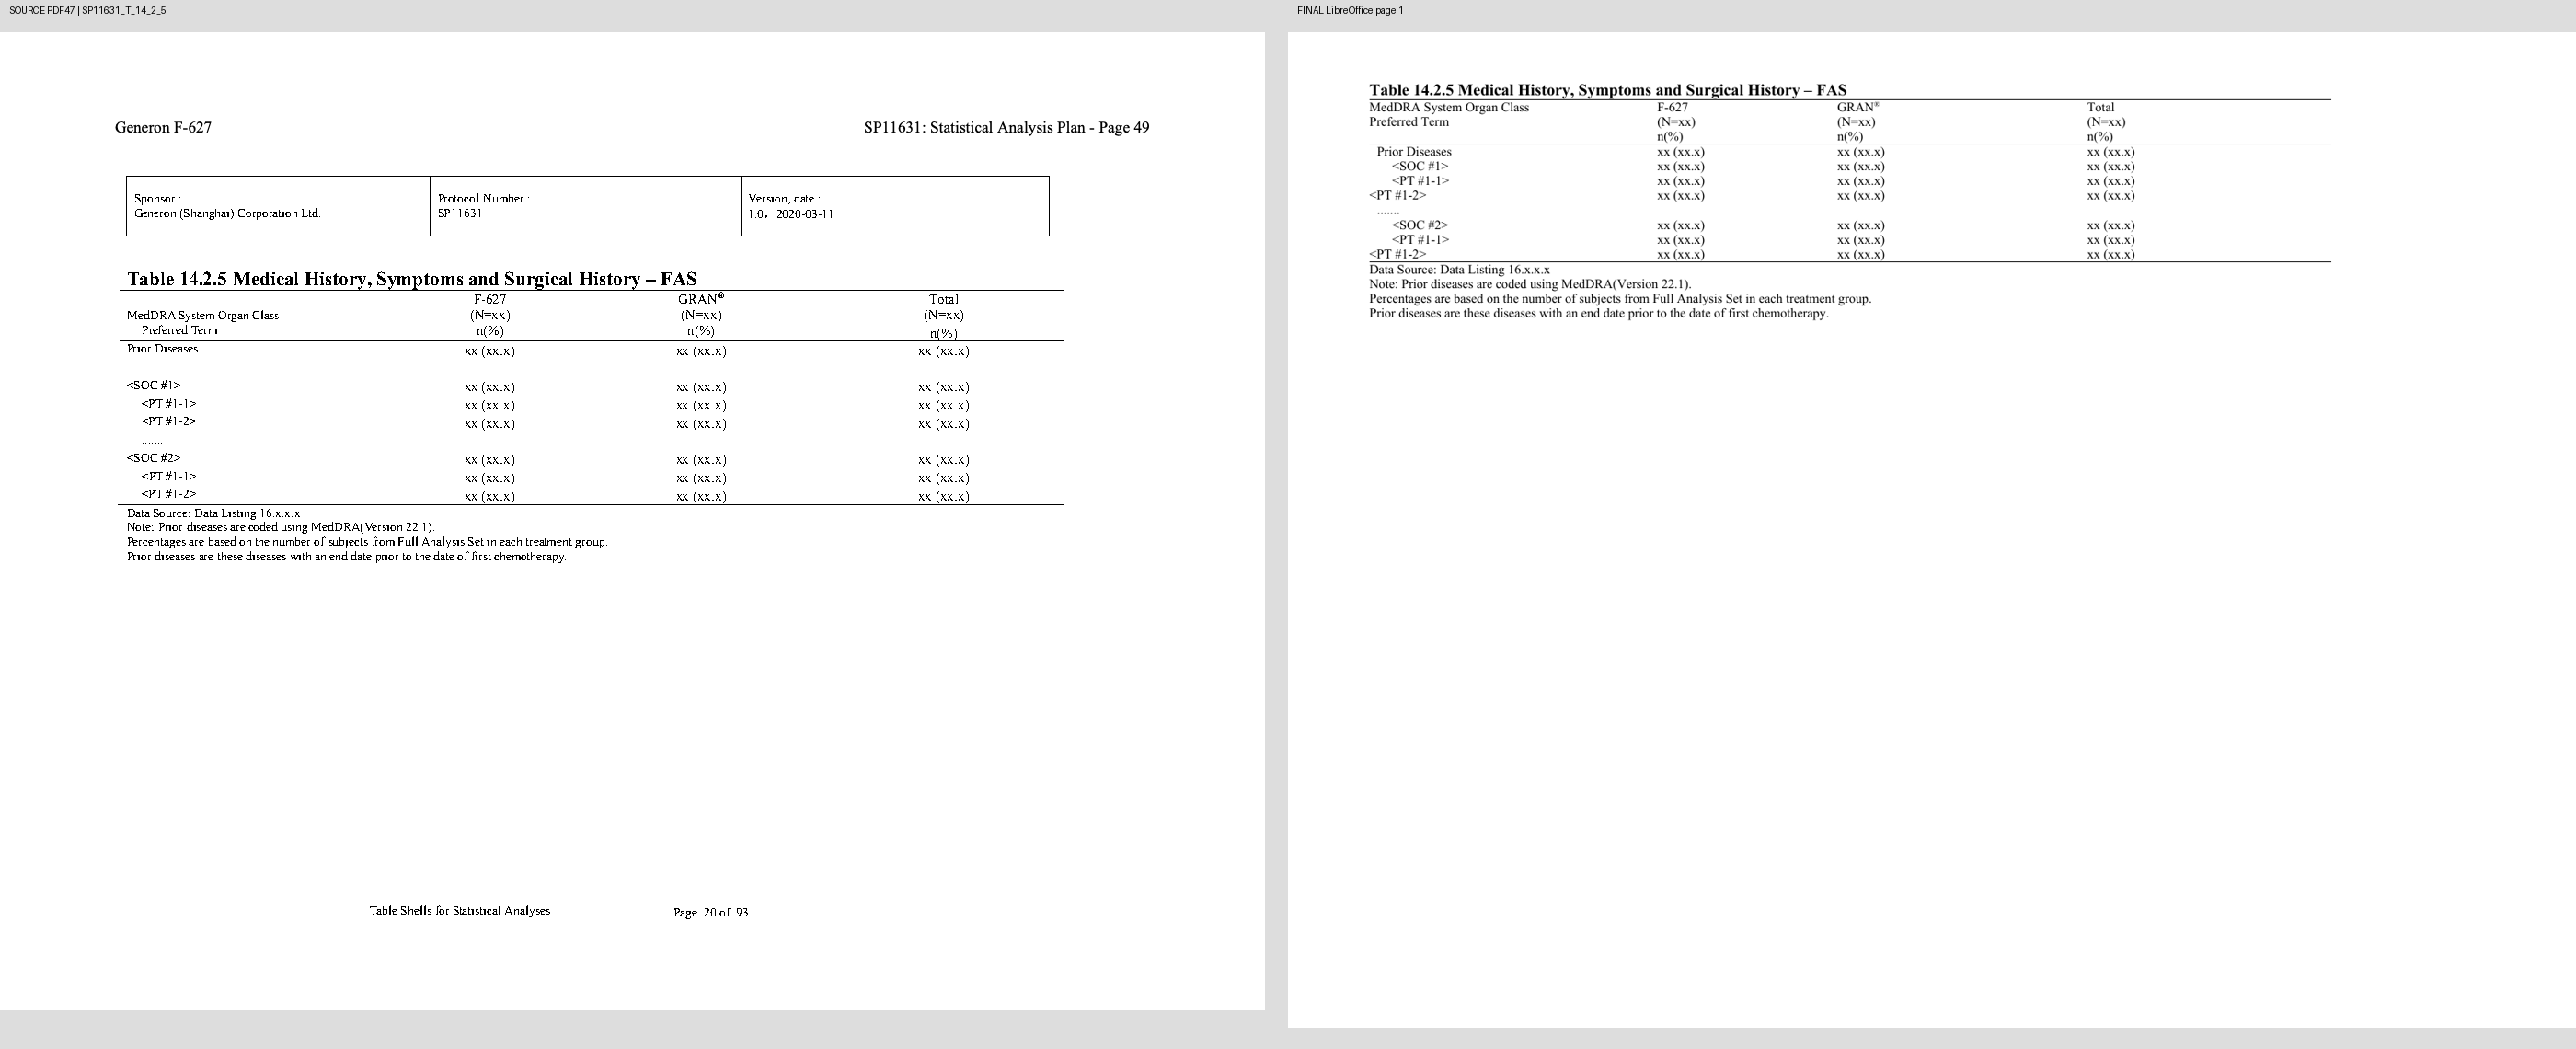 SOURCE PDF47 | SP11631_T_14_2_5
Generon F-627 SP11631: Statistical Analysis Plan - Page 49
Sponsor : Protocol Number : Version, date :
Generon (Shanghai) Corporation Ltd. SP11631 1.0， 2020-03-11
Table 14.2.5 Medical History, Symptoms and Surgical History – FAS
F-627 GRAN® Total
MedDRA System Organ Class (N=xx) (N=xx) (N=xx)
Preferred Term n(%) n(%) n(%)
Prior Diseases xx (xx.x) xx (xx.x) xx (xx.x)
<SOC #1> xx (xx.x) xx (xx.x) xx (xx.x)
<PT #1-1> xx (xx.x) xx (xx.x) xx (xx.x)
<PT #1-2> xx (xx.x) xx (xx.x) xx (xx.x)
.......
<SOC #2> xx (xx.x) xx (xx.x) xx (xx.x)
<PT #1-1> xx (xx.x) xx (xx.x) xx (xx.x)
<PT #1-2> xx (xx.x) xx (xx.x) xx (xx.x)
Data Source: Data Listing 16.x.x.x
Note: Prior diseases are coded using MedDRA(Version 22.1).
Percentages are based on the number of subjects from Full Analysis Set in each treatment group.
Prior diseases are these diseases with an end date prior to the date of first chemotherapy.
Table Shells for Statistical Analyses Page 20 of 93
FINAL LibreOffice page 1
Table 14.2.5 Medical History, Symptoms and Surgical History – FAS
MedDRA System Organ Class F-627 GRAN® Total
Preferred Term (N=xx) (N=xx) (N=xx)
n(%) n(%) n(%)
Prior Diseases xx (xx.x) xx (xx.x) xx (xx.x)
<SOC #1> xx (xx.x) xx (xx.x) xx (xx.x)
<PT #1-1> xx (xx.x) xx (xx.x) xx (xx.x)
<PT #1-2> xx (xx.x) xx (xx.x) xx (xx.x)
.......
<SOC #2> xx (xx.x) xx (xx.x) xx (xx.x)
<PT #1-1> xx (xx.x) xx (xx.x) xx (xx.x)
<PT #1-2> xx (xx.x) xx (xx.x) xx (xx.x)
Data Source: Data Listing 16.x.x.x
Note: Prior diseases are coded using MedDRA(Version 22.1).
Percentages are based on the number of subjects from Full Analysis Set in each treatment group.
Prior diseases are these diseases with an end date prior to the date of first chemotherapy.